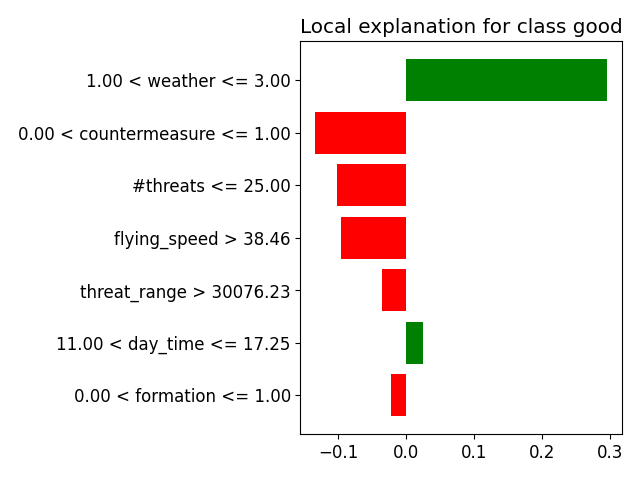 Local explanation for class good
1.00 < weather <= 3.00
0.00 < countermeasure <= 1.00
#threats <= 25.00
flying_speed > 38.46
threat_range > 30076.23
11.00 < day_time <= 17.25
0.00 < formation <= 1.00
−0.1 0.0 0.1 0.2 0.3